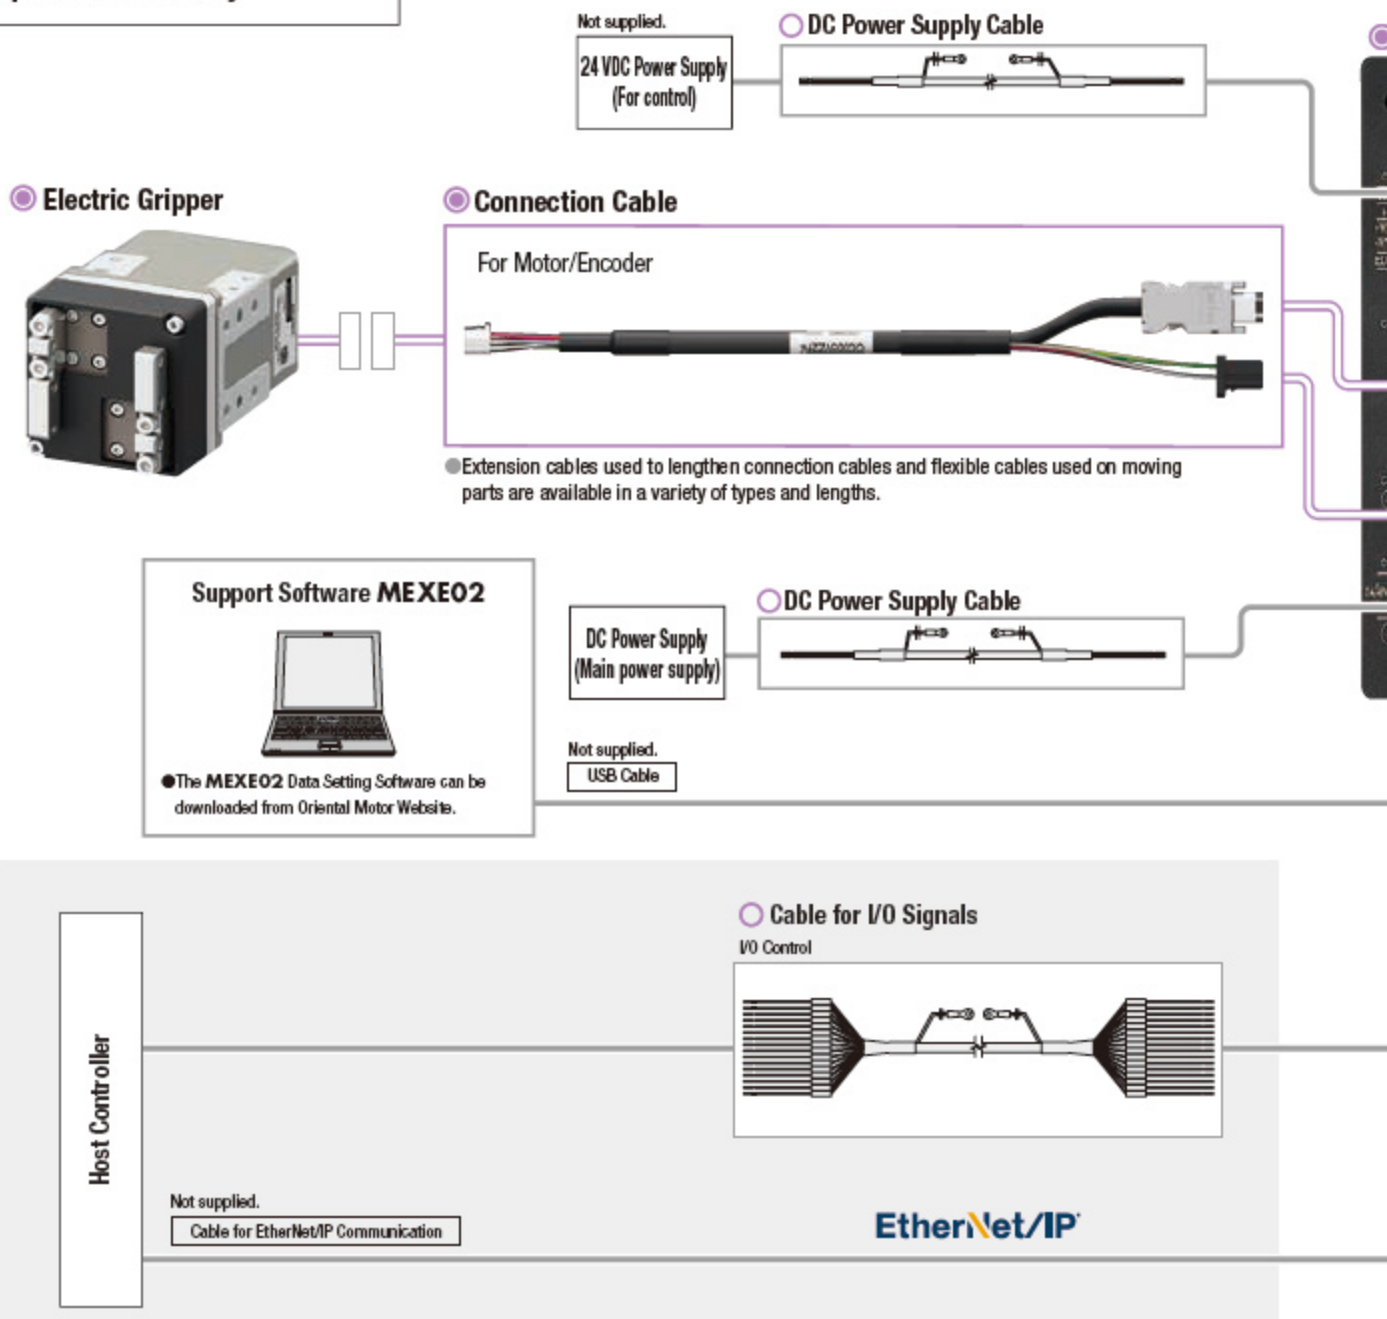 Not supplied.
DC Power Supply Cable
24 VDC Power Supply
(For control)
Electric Gripper
Connection Cable
For Motor/Encoder
Extension cables used to lengthen connection cables and flexible cables used on moving
parts are available in a variety of types and lengths.
Support Software MEXE02
The MEXE02 Data Setting Software can be
downloaded from Oriental Motor Website.
DC Power Supply Cable
DC Power Supply
(Main power supply)
Not supplied.
USB Cable
Cable for I/O Signals
I/O Control
Host Controller
Not supplied.
Cable for EtherNet/IP Communication
EtherNet/IP